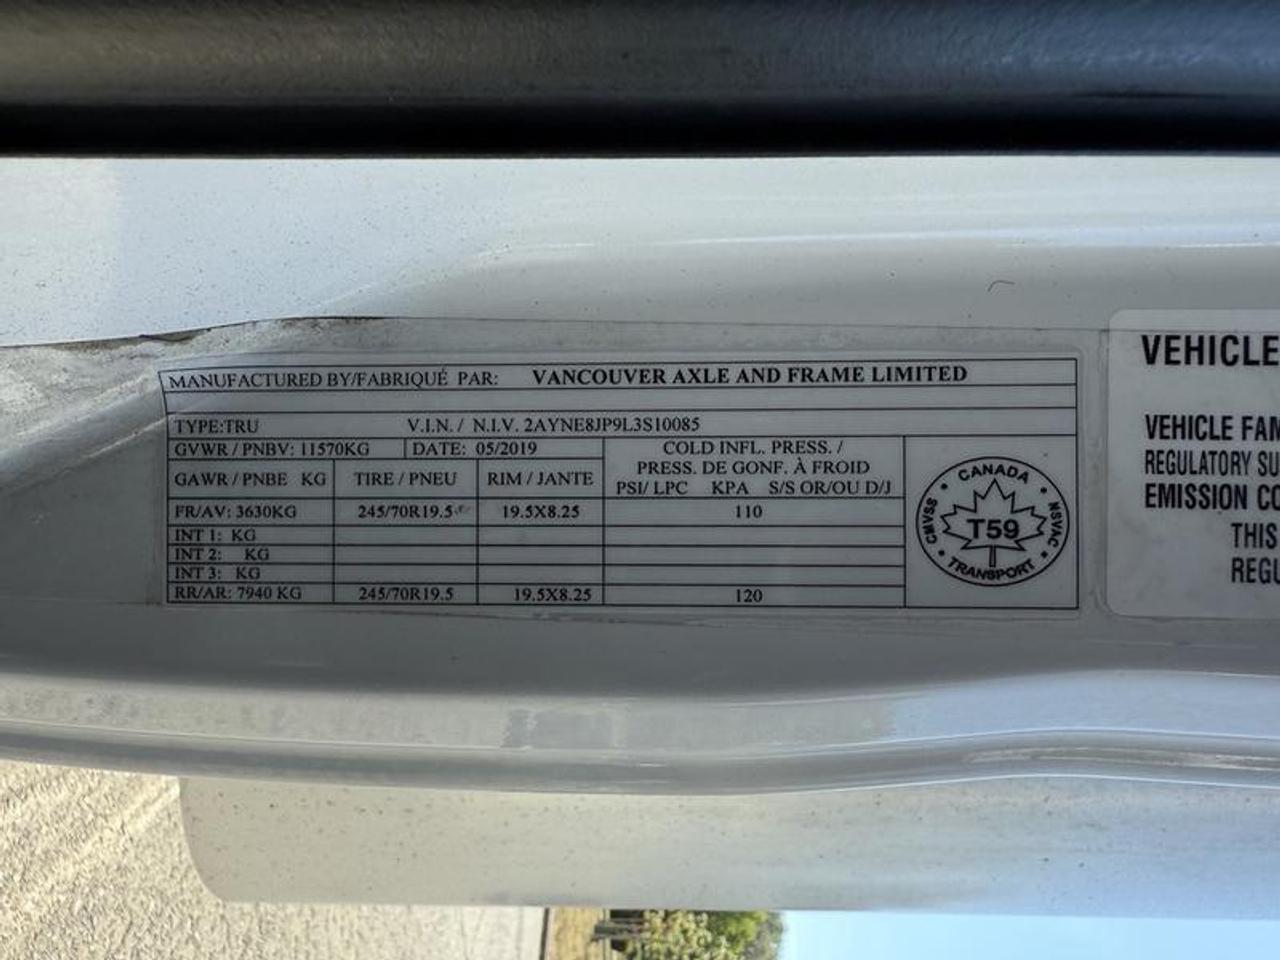 MANUFACTURED BY/FABRIQUÉ PAR: VANCOUVER AXLE AND FRAME LIMITED
TYPE:TRU V.I.N. / N.I.V. 2AYNE8JP9L3S10085
GVWR / PNBV: 11570KG DATE: 05/2019 COLD INFL. PRESS. /
PRESS. DE GONF. À FROID
GAWR / PNBE KG TIRE / PNEU RIM / JANTE PSI/ LPC KPA S/S OR/OU D/J
FR/AV: 3630KG 245/70R19.5 19.5X8.25 110
INT 1: KG
INT 2: KG
INT 3: KG
RR/AR: 7940 KG 245/70R19.5 19.5X8.25 120
CANADA
CMVSS T59 NSVAC
TRANSPORT
VEHICLE
VEHICLE FAM
REGULATORY SU
EMISSION CO
THIS
REGU